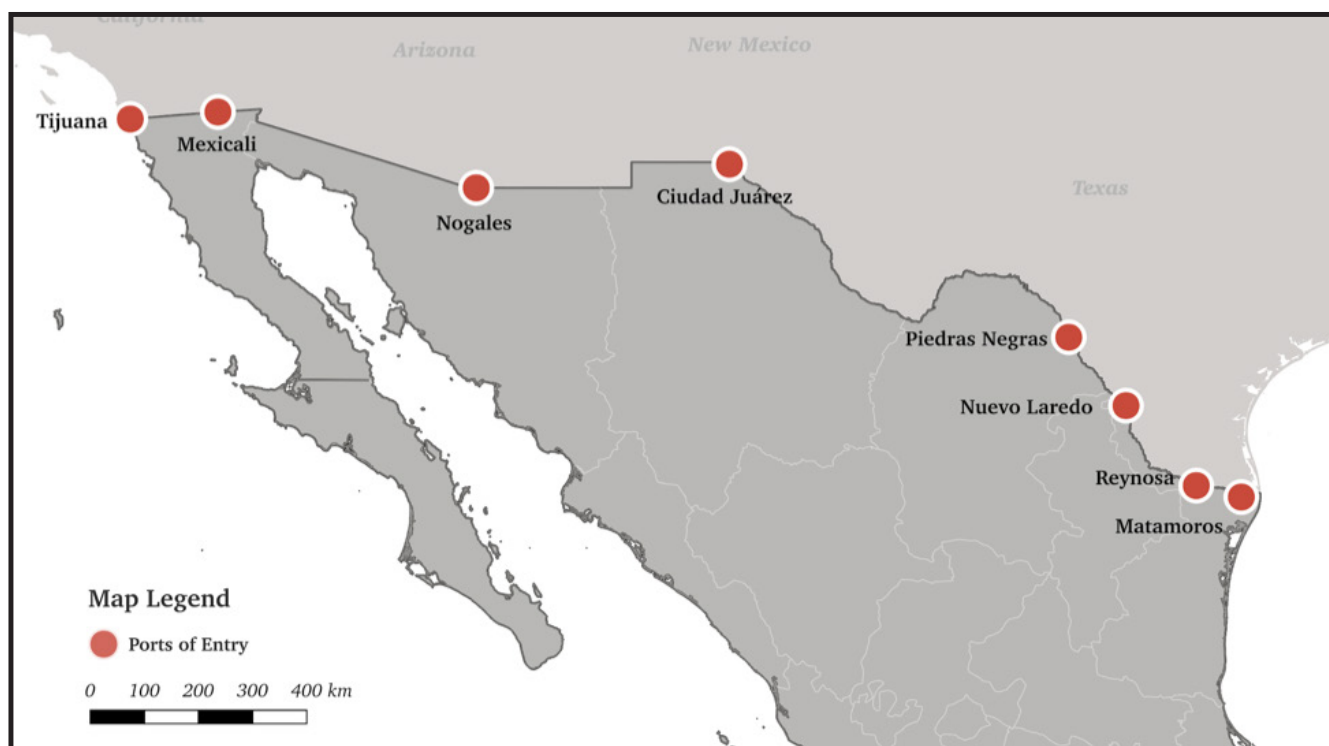 California
Arizona
New Mexico
Tijuana
Mexicali
Ciudad Juárez
Texas
Nogales
Piedras Negras
Nuevo Laredo
Reynosa
Matamoros
Map Legend
Ports of Entry
0 100 200 300 400 km